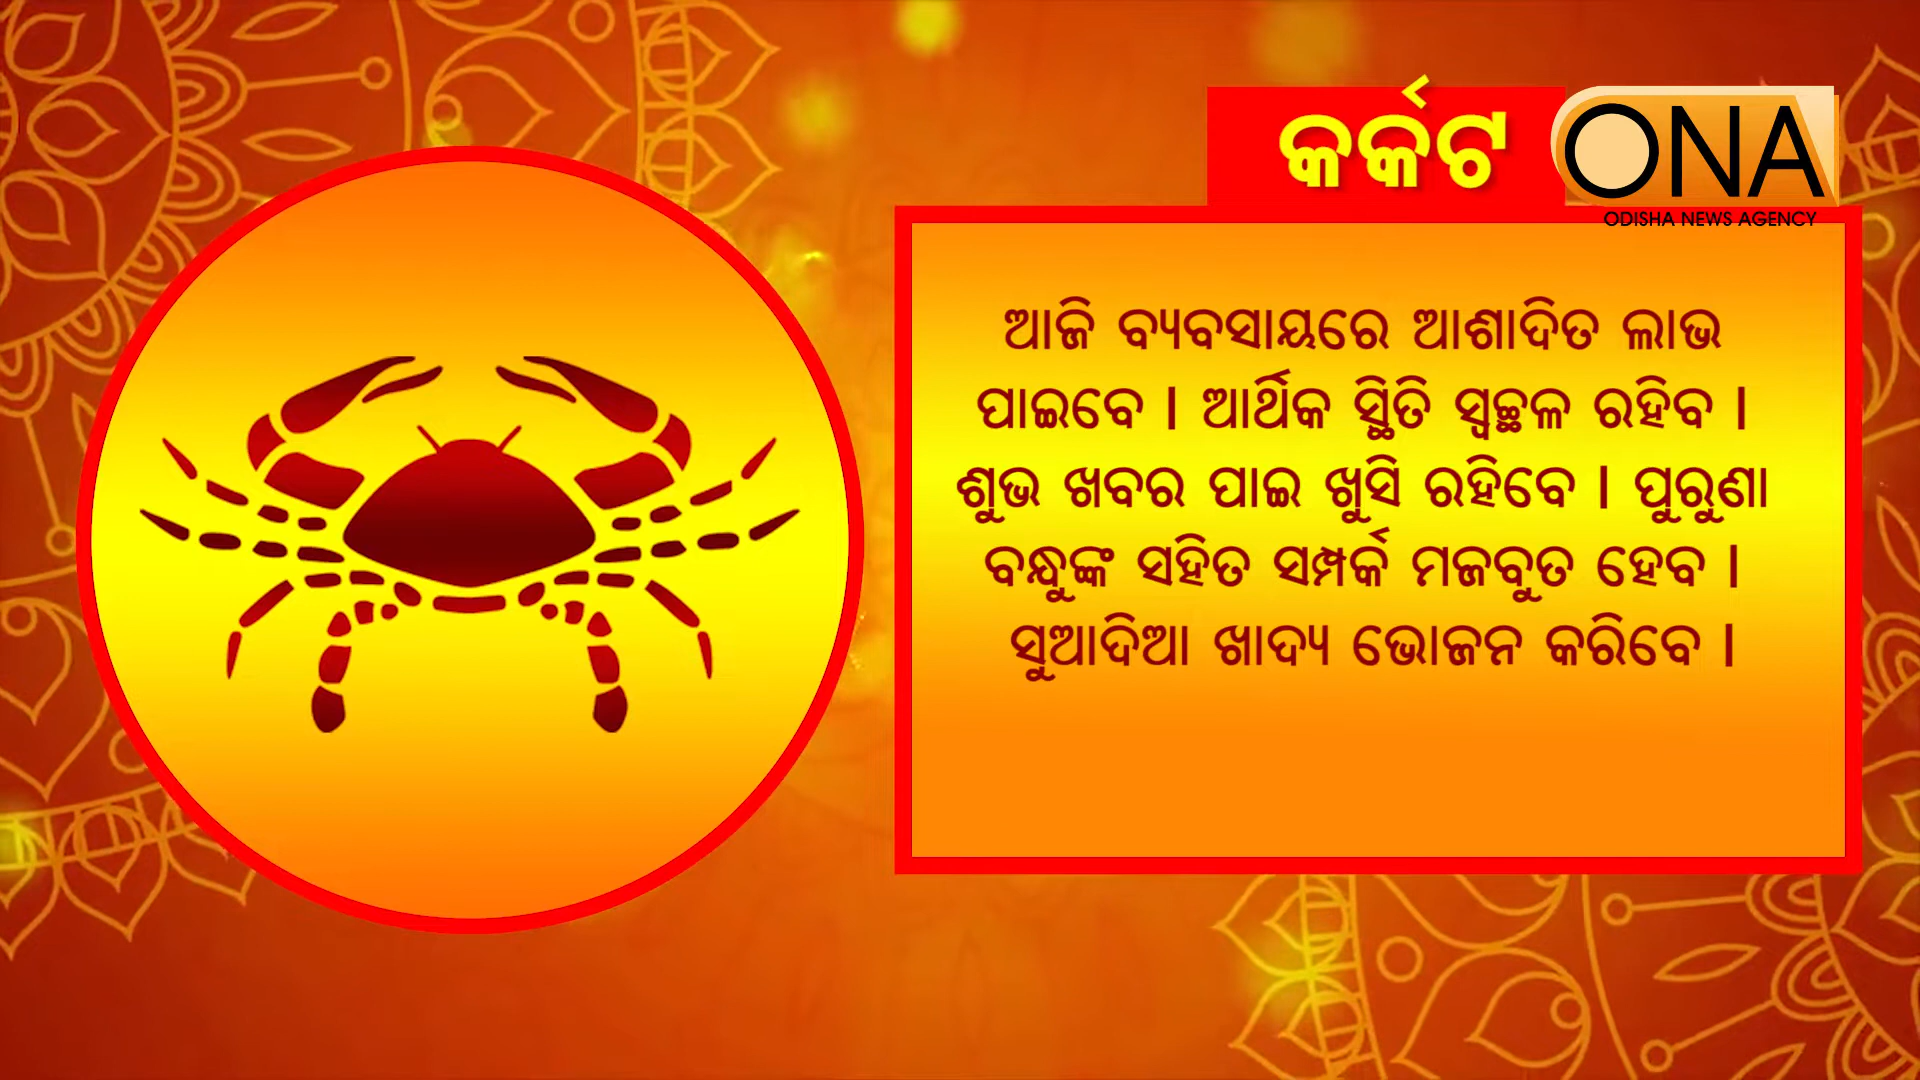 କର୍କଟ
ONA
ODISHA NEWS AGENCY
ଆଜି ବ୍ୟବସାୟରେ ଆଶାଦିତ ଲାଭ
ପାଇବେ । ଆର୍ଥିକ ସ୍ଥିତି ସ୍ୱଚ୍ଛଳ ରହିବ ।
ଶୁଭ ଖବର ପାଇ ଖୁସି ରହିବେ । ପୁରୁଣା
ବନ୍ଧୁଙ୍କ ସହିତ ସମ୍ପର୍କ ମଜବୁତ ହେବ ।
ସୁଆଦିଆ ଖାଦ୍ୟ ଭୋଜନ କରିବେ ।